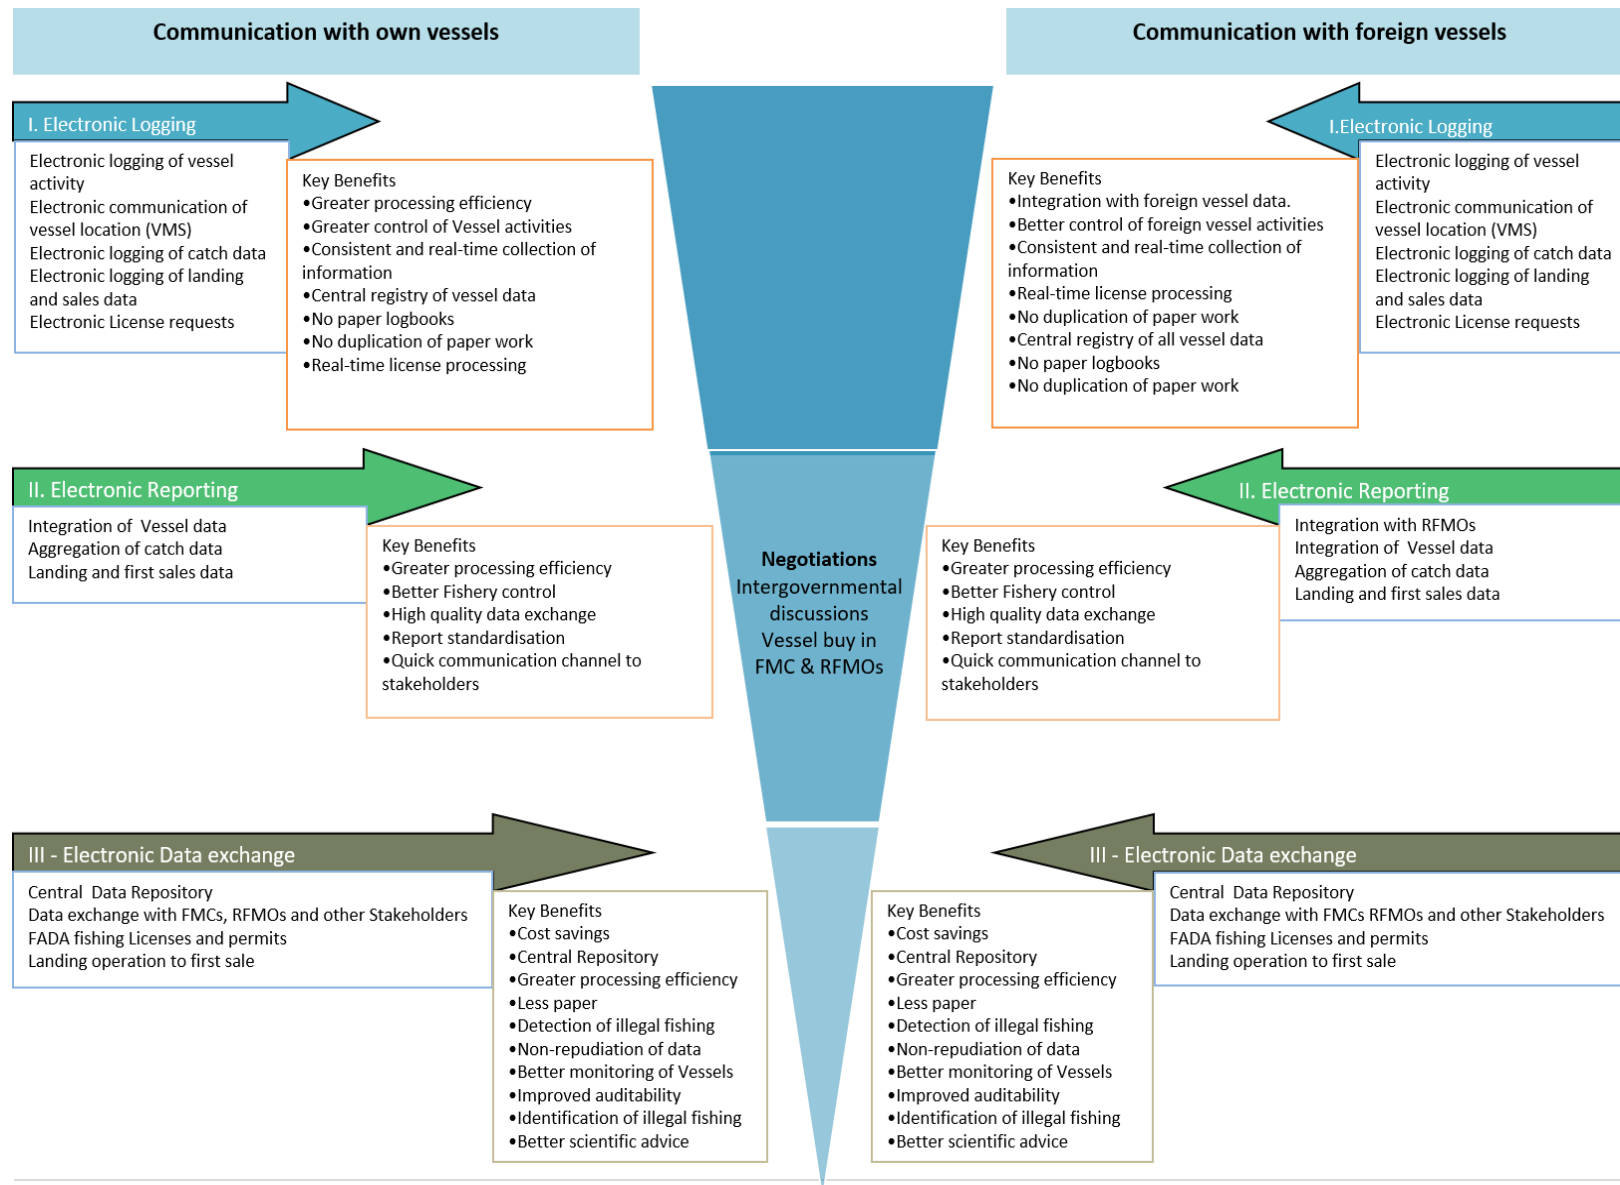 Communication with own vessels
Communication with foreign vessels
I. Electronic Logging
Electronic logging of vessel
activity
Electronic communication of
vessel location (VMS)
Electronic logging of catch data
Electronic logging of landing
and sales data
Electronic License requests
Key Benefits
•Greater processing efficiency
•Greater control of Vessel activities
•Consistent and real-time collection of
information
•Central registry of vessel data
•No paper logbooks
•No duplication of paper work
•Real-time license processing
I.Electronic Logging
Key Benefits
•Integration with foreign vessel data.
•Better control of foreign vessel activities
•Consistent and real-time collection of
information
•Real-time license processing
•No duplication of paper work
•Central registry of all vessel data
•No paper logbooks
•No duplication of paper work
Electronic logging of vessel
activity
Electronic communication of
vessel location (VMS)
Electronic logging of catch data
Electronic logging of landing
and sales data
Electronic License requests
II. Electronic Reporting
Integration of Vessel data
Aggregation of catch data
Landing and first sales data
Key Benefits
•Greater processing efficiency
•Better Fishery control
•High quality data exchange
•Report standardisation
•Quick communication channel to
stakeholders
Negotiations
Intergovernmental
discussions
Vessel buy in
FMC & RFMOs
II. Electronic Reporting
Key Benefits
•Greater processing efficiency
•Better Fishery control
•High quality data exchange
•Report standardisation
•Quick communication channel to
stakeholders
Integration with RFMOs
Integration of Vessel data
Aggregation of catch data
Landing and first sales data
III - Electronic Data exchange
Central Data Repository
Data exchange with FMCs, RFMOs and other Stakeholders
FADA fishing Licenses and permits
Landing operation to first sale
Key Benefits
•Cost savings
•Central Repository
•Greater processing efficiency
•Less paper
•Detection of illegal fishing
•Non-repudiation of data
•Better monitoring of Vessels
•Improved auditability
•Identification of illegal fishing
•Better scientific advice
III - Electronic Data exchange
Key Benefits
•Cost savings
•Central Repository
•Greater processing efficiency
•Less paper
•Detection of illegal fishing
•Non-repudiation of data
•Better monitoring of Vessels
•Improved auditability
•Identification of illegal fishing
•Better scientific advice
Central Data Repository
Data exchange with FMCs RFMOs and other Stakeholders
FADA fishing Licenses and permits
Landing operation to first sale